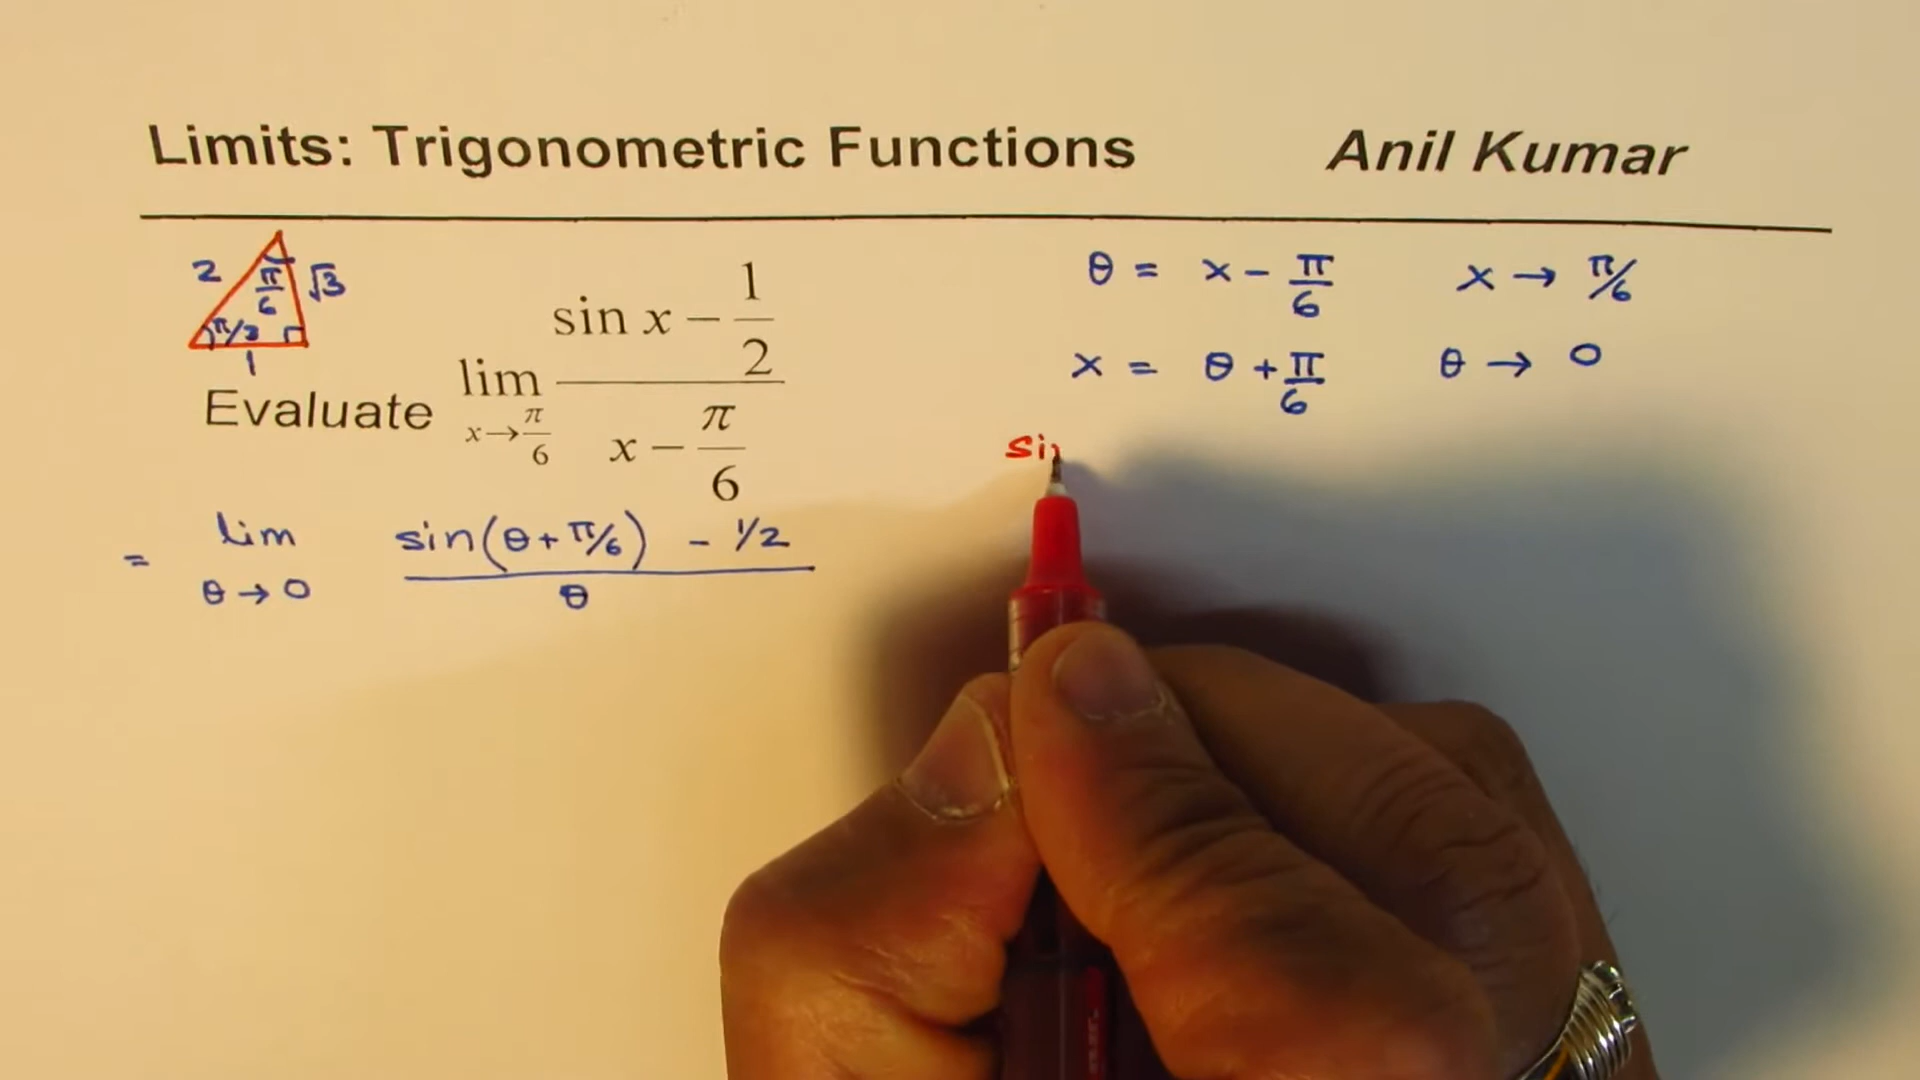 Limits: Trigonometric Functions Anil Kumar
2 π/6 √3
π/3
1
Evaluate lim x→π/6 (sin x − 1/2)/(x − π/6)
θ = x − π/6 x → π/6
x = θ + π/6 θ → 0
sin
= lim θ→0 (sin(θ + π/6) − 1/2)/θ